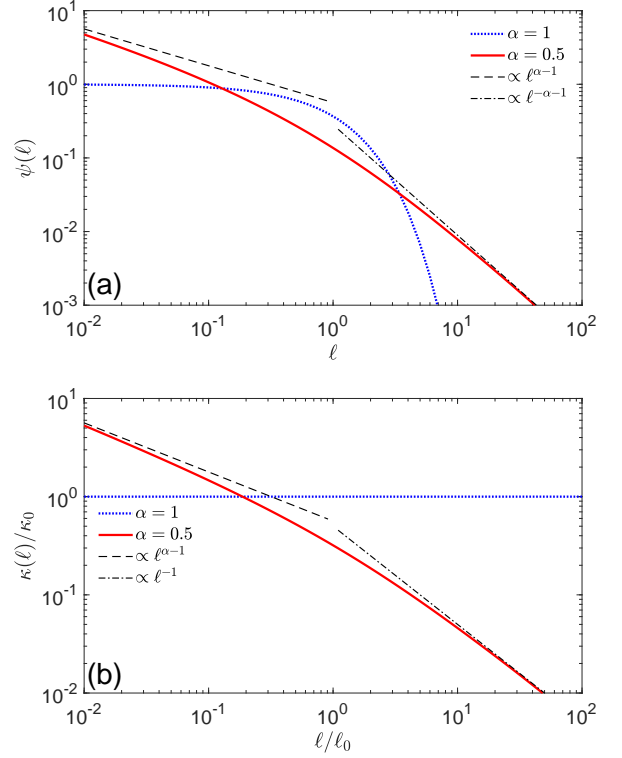 10^1
10^0
10^-1
10^-2
10^-3
ψ(ℓ)
α = 1
α = 0.5
∝ ℓ^{α−1}
∝ ℓ^{−α−1}
(a)
10^-2 10^-1 10^0 10^1 10^2
ℓ
10^1
10^0
10^-1
10^-2
κ(ℓ)/κ_0
α = 1
α = 0.5
∝ ℓ^{α−1}
∝ ℓ^{−1}
(b)
10^-2 10^-1 10^0 10^1 10^2
ℓ/ℓ_0